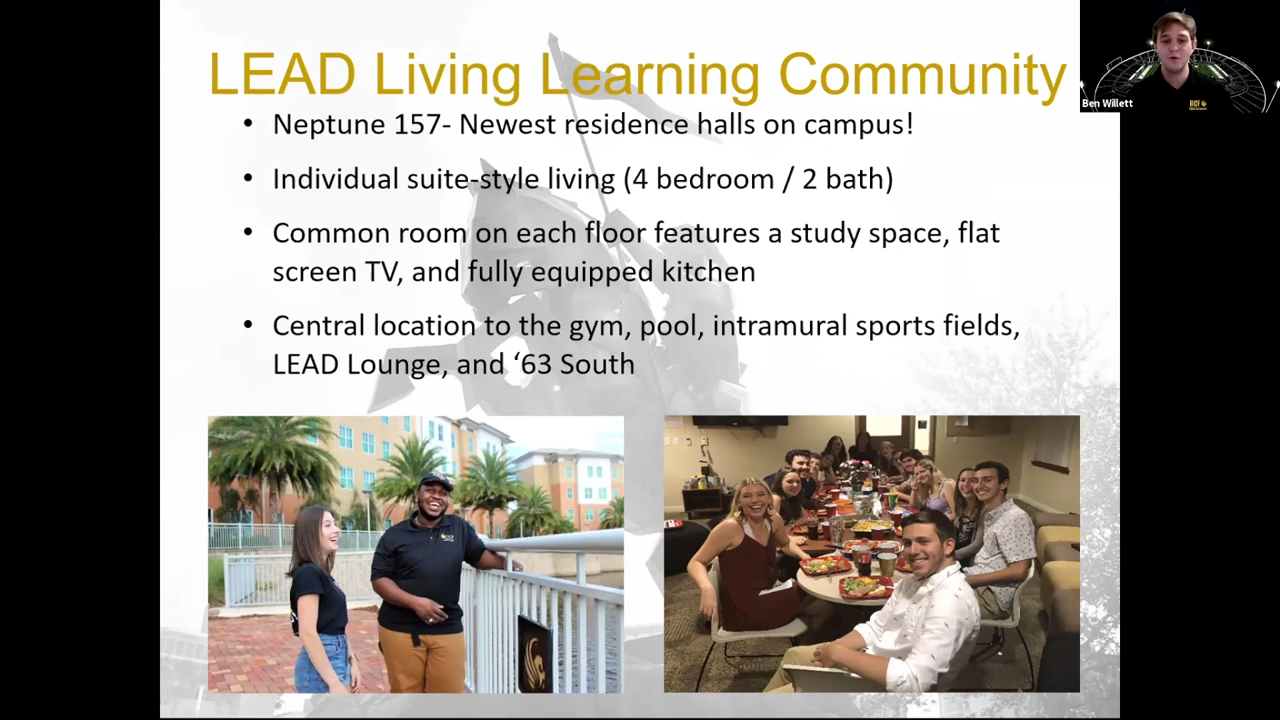 LEAD Living Learning Community
• Neptune 157- Newest residence halls on campus!
• Individual suite-style living (4 bedroom / 2 bath)
• Common room on each floor features a study space, flat
screen TV, and fully equipped kitchen
• Central location to the gym, pool, intramural sports fields,
LEAD Lounge, and ‘63 South
Ben Willett
UCF